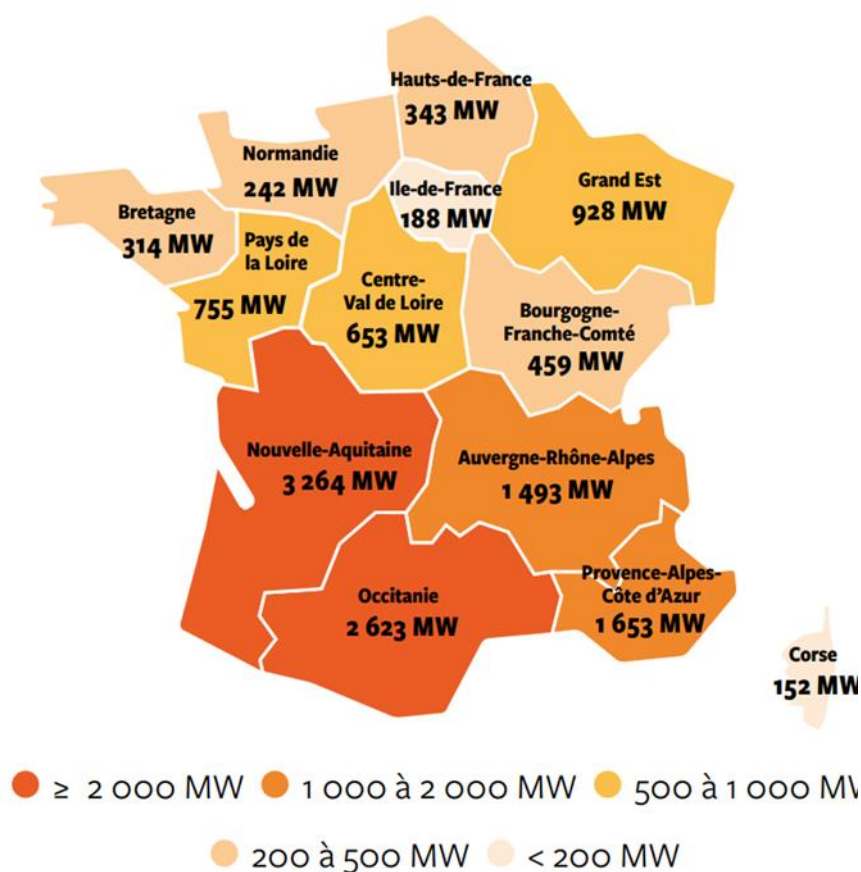 Hauts-de-France
343 MW
Normandie
242 MW
Ile-de-France
188 MW
Grand Est
928 MW
Bretagne
314 MW
Pays de
la Loire
755 MW
Centre-
Val de Loire
653 MW
Bourgogne-
Franche-Comté
459 MW
Nouvelle-Aquitaine
3 264 MW
Auvergne-Rhône-Alpes
1 493 MW
Occitanie
2 623 MW
Provence-Alpes-
Côte d'Azur
1 653 MW
Corse
152 MW
≥ 2 000 MW 1 000 à 2 000 MW 500 à 1 000 MW
200 à 500 MW < 200 MW